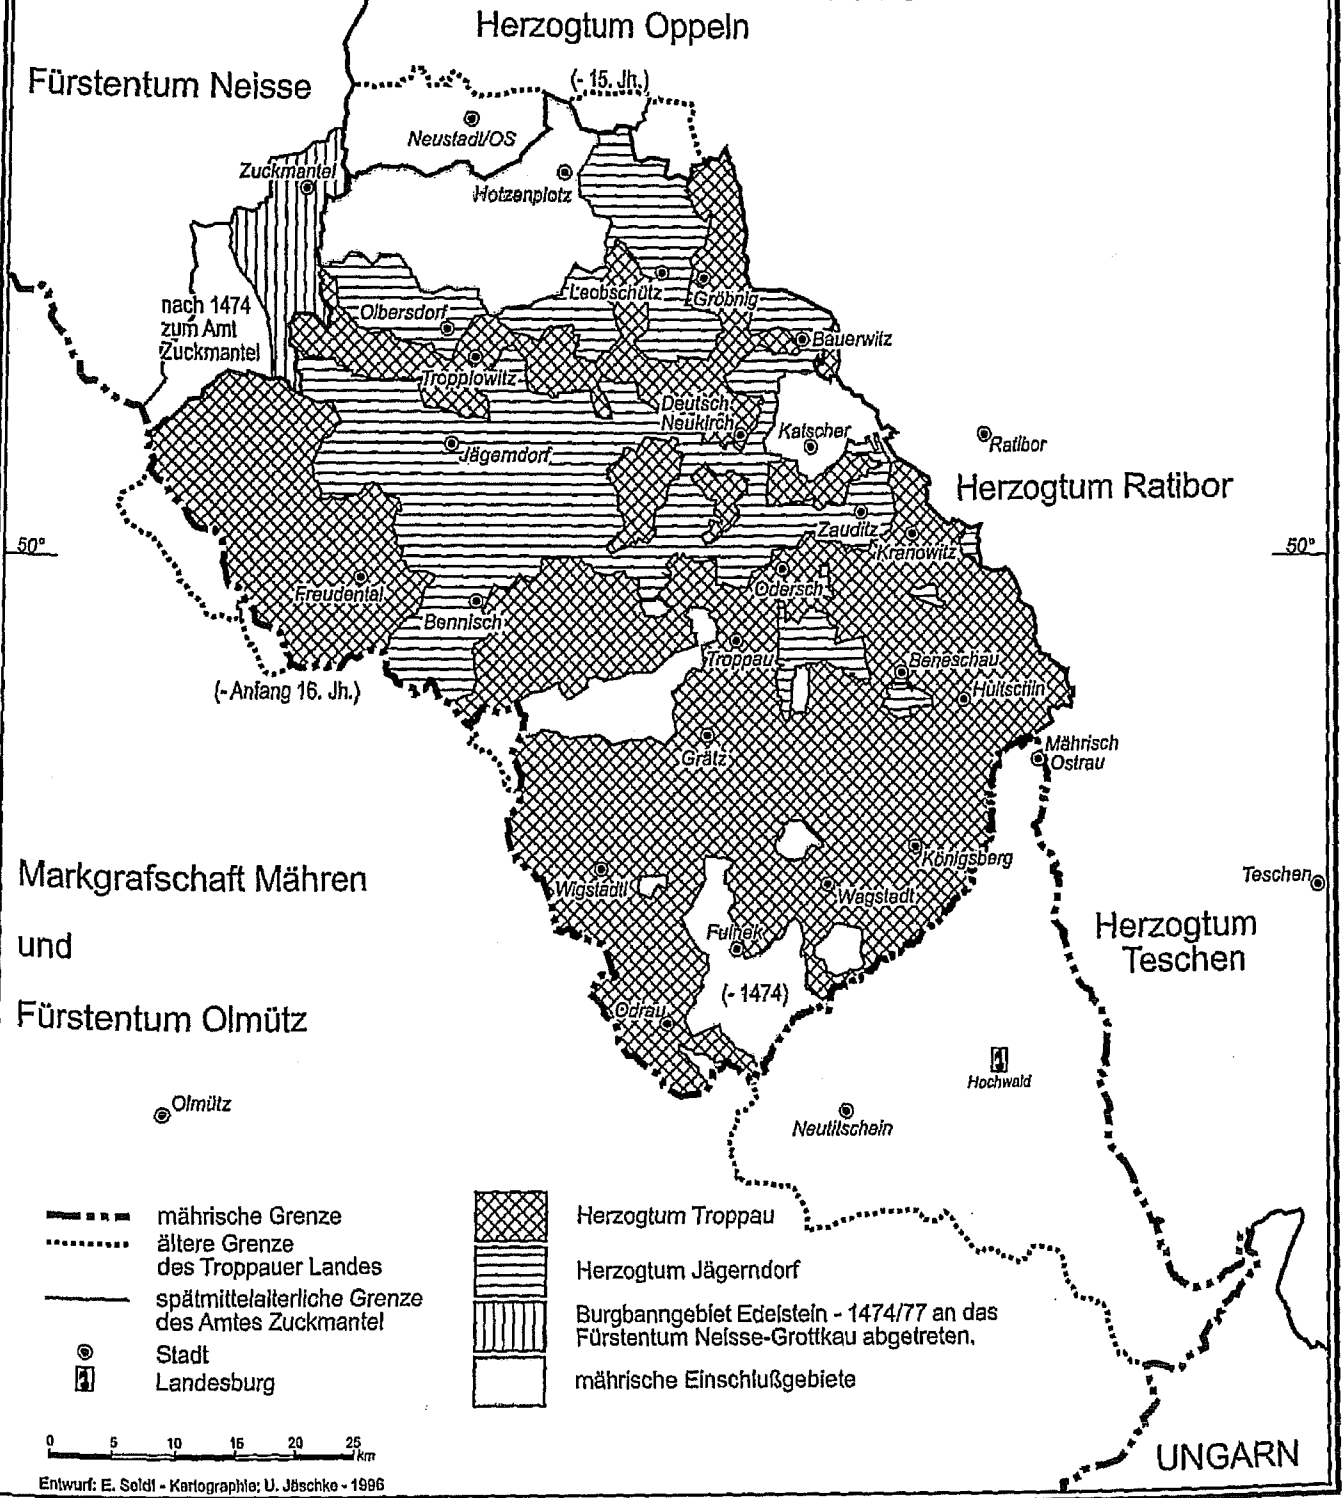 Herzogtum Oppeln
Fürstentum Neisse
(- 15. Jh.)
Neustadt/OS
Zuckmantel
Hotzenplotz
nach 1474
zum Amt
Zuckmantel
Leobschütz
Gröbnig
Olbersdorf
Bauerwitz
Tropplowitz
Deutsch
Neukirch
Katscher
Ratibor
Jägerndorf
Herzogtum Ratibor
Zauditz
Kranowitz
50°
50°
Odersch
Freudental
Bennisch
Troppau
Beneschau
Hultschin
(- Anfang 16. Jh.)
Grätz
Mährisch
Ostrau
Königsberg
Markgrafschaft Mähren
und
Fürstentum Olmütz
Wigstadtl
Wagstadt
Teschen
Herzogtum
Teschen
Fulnek
(- 1474)
Odrau
Hochwald
Olmütz
Neutitschein
mährische Grenze
ältere Grenze
des Troppauer Landes
spätmittelalterliche Grenze
des Amtes Zuckmantel
Stadt
Landesburg
Herzogtum Troppau
Herzogtum Jägerndorf
Burgbanngebiet Edelstein - 1474/77 an das
Fürstentum Neisse-Grottkau abgetreten.
mährische Einschlußgebiete
0 5 10 15 20 25
km
UNGARN
Entwurf: E. Seidl - Kartographie: U. Jäschke - 1996